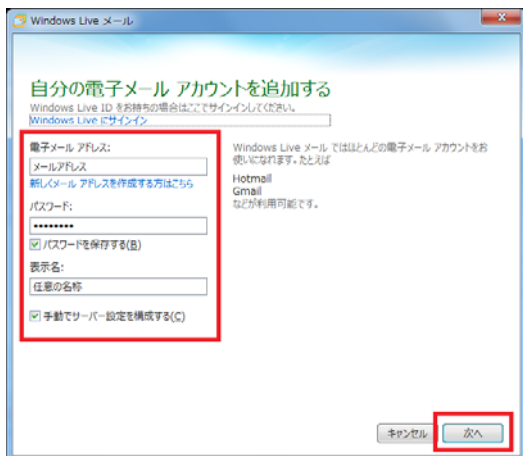 Windows Live メール
自分の電子メール アカウントを追加する
Windows Live ID をお持ちの場合はここでサインインしてください。
Windows Live にサインイン
電子メール アドレス:
メールアドレス
新しくメール アドレスを作成する方はこちら
パスワード:
••••••••
パスワードを保存する(B)
表示名:
任意の名称
手動でサーバー設定を構成する(C)
Windows Live メール ではほとんどの電子メール アカウントをお
使いになれます。たとえば
Hotmail
Gmail
などが利用可能です。
キャンセル
次へ